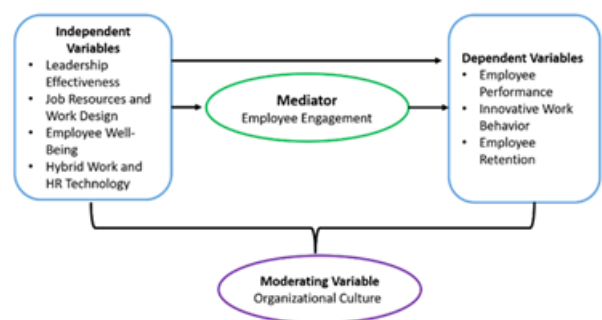 Independent
Variables
• Leadership
Effectiveness
• Job Resources and
Work Design
• Employee Well-
Being
• Hybrid Work and
HR Technology
Mediator
Employee Engagement
Dependent Variables
• Employee
Performance
• Innovative Work
Behavior
• Employee
Retention
Moderating Variable
Organizational Culture